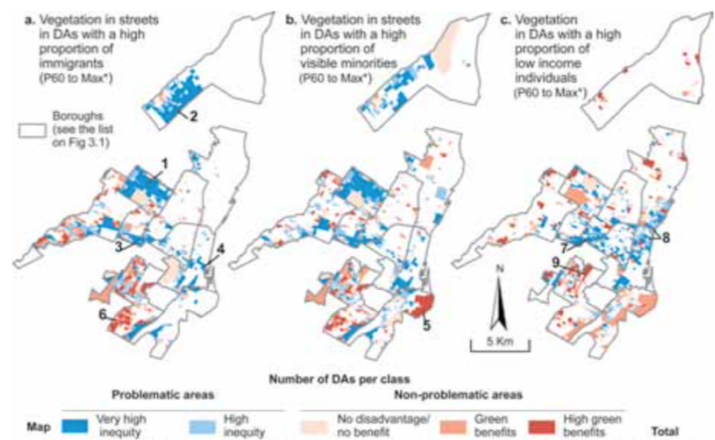 a. Vegetation in streets
in DAs with a high
proportion of
immigrants
(P60 to Max*)
b. Vegetation in streets
in DAs with a high
proportion of
visible minorities
(P60 to Max*)
c. Vegetation
in DAs with a high
proportion of
low income
individuals
(P60 to Max*)
2
Boroughs
(see the list
on Fig 3.1)
1
3
4
6
5
7
8
9
N
5 Km
Number of DAs per class
Problematic areas
Non-problematic areas
Map
Very high
inequity
High
inequity
No disadvantage/
no benefit
Green
benefits
High green
benefits
Total